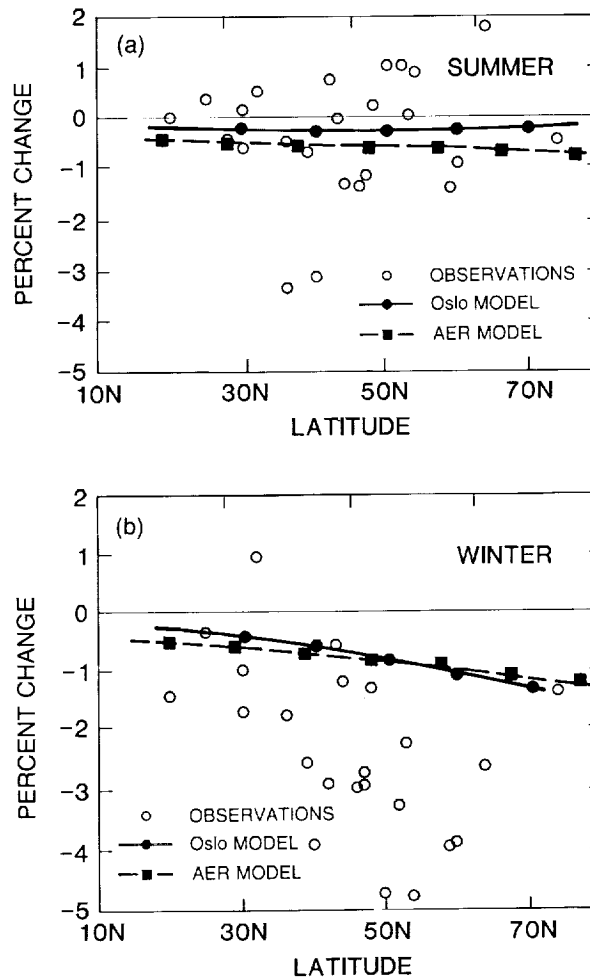 (a)
SUMMER
PERCENT CHANGE
2
1
0
−1
−2
−3
−4
−5
OBSERVATIONS
Oslo MODEL
AER MODEL
10N 30N 50N 70N
LATITUDE
(b)
WINTER
PERCENT CHANGE
2
1
0
−1
−2
−3
−4
−5
OBSERVATIONS
Oslo MODEL
AER MODEL
10N 30N 50N 70N
LATITUDE